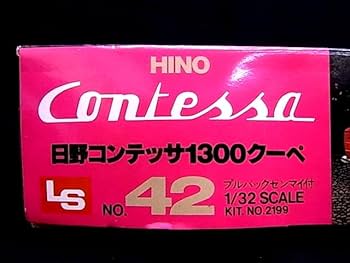 HINO
Contessa
日野コンテッサ1300クーペ
LS
NO. 42
プルバックゼンマイ付
1/32 SCALE
KIT. NO. 2199